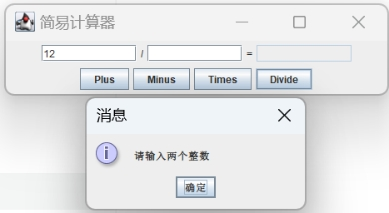 简易计算器
12 / =
Plus Minus Times Divide
消息
请输入两个整数
确定